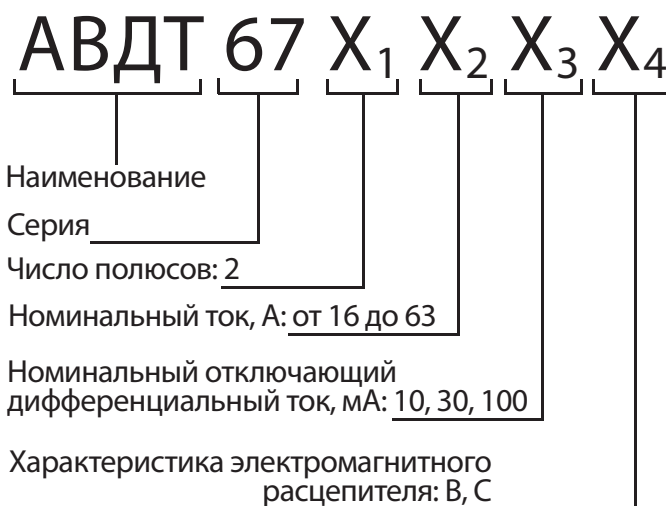 АВДТ 67 X1 X2 X3 X4
Наименование
Серия
Число полюсов: 2
Номинальный ток, А: от 16 до 63
Номинальный отключающий
дифференциальный ток, мА: 10, 30, 100
Характеристика электромагнитного
расцепителя: В, С